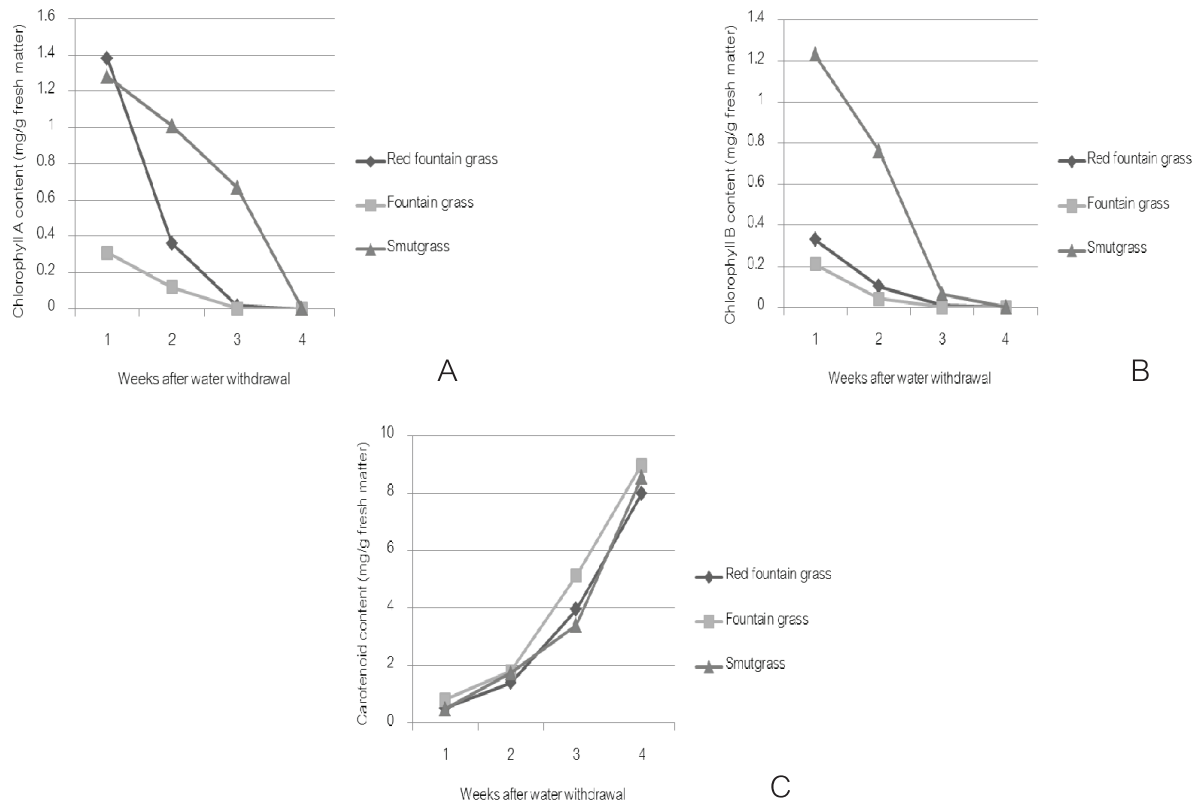 Chlorophyll A content (mg/g fresh matter)
1.6
1.4
1.2
1
0.8
0.6
0.4
0.2
0
1 2 3 4
Weeks after water withdrawal
Red fountain grass
Fountain grass
Smutgrass
A
Chlorophyll B content (mg/g fresh matter)
1.4
1.2
1
0.8
0.6
0.4
0.2
0
1 2 3 4
Weeks after water withdrawal
Red fountain grass
Fountain grass
Smutgrass
B
Carotenoid content (mg/g fresh matter)
10
8
6
4
2
0
1 2 3 4
Weeks after water withdrawal
Red fountain grass
Fountain grass
Smutgrass
C